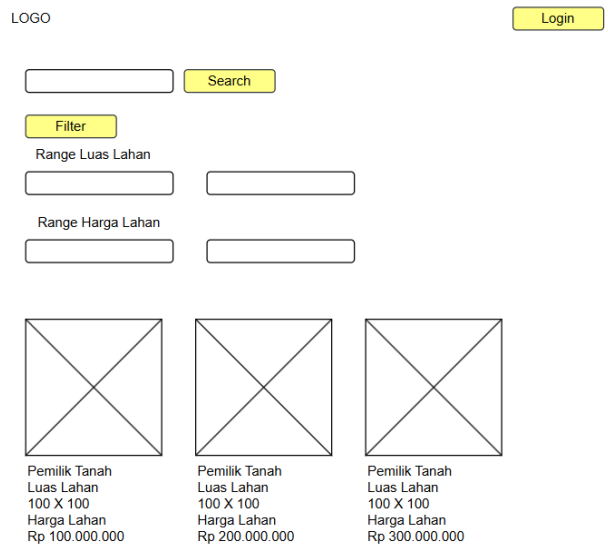 LOGO
Login
Search
Filter
Range Luas Lahan
Range Harga Lahan
Pemilik Tanah
Luas Lahan
100 X 100
Harga Lahan
Rp 100.000.000
Pemilik Tanah
Luas Lahan
100 X 100
Harga Lahan
Rp 200.000.000
Pemilik Tanah
Luas Lahan
100 X 100
Harga Lahan
Rp 300.000.000